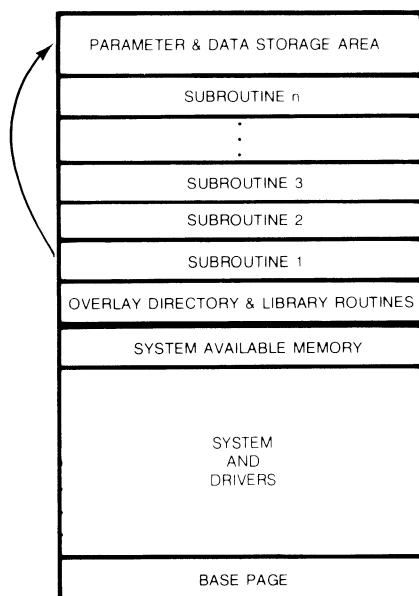 PARAMETER & DATA STORAGE AREA
SUBROUTINE n
.
.
.
SUBROUTINE 3
SUBROUTINE 2
SUBROUTINE 1
OVERLAY DIRECTORY & LIBRARY ROUTINES
SYSTEM AVAILABLE MEMORY
SYSTEM
AND
DRIVERS
BASE PAGE